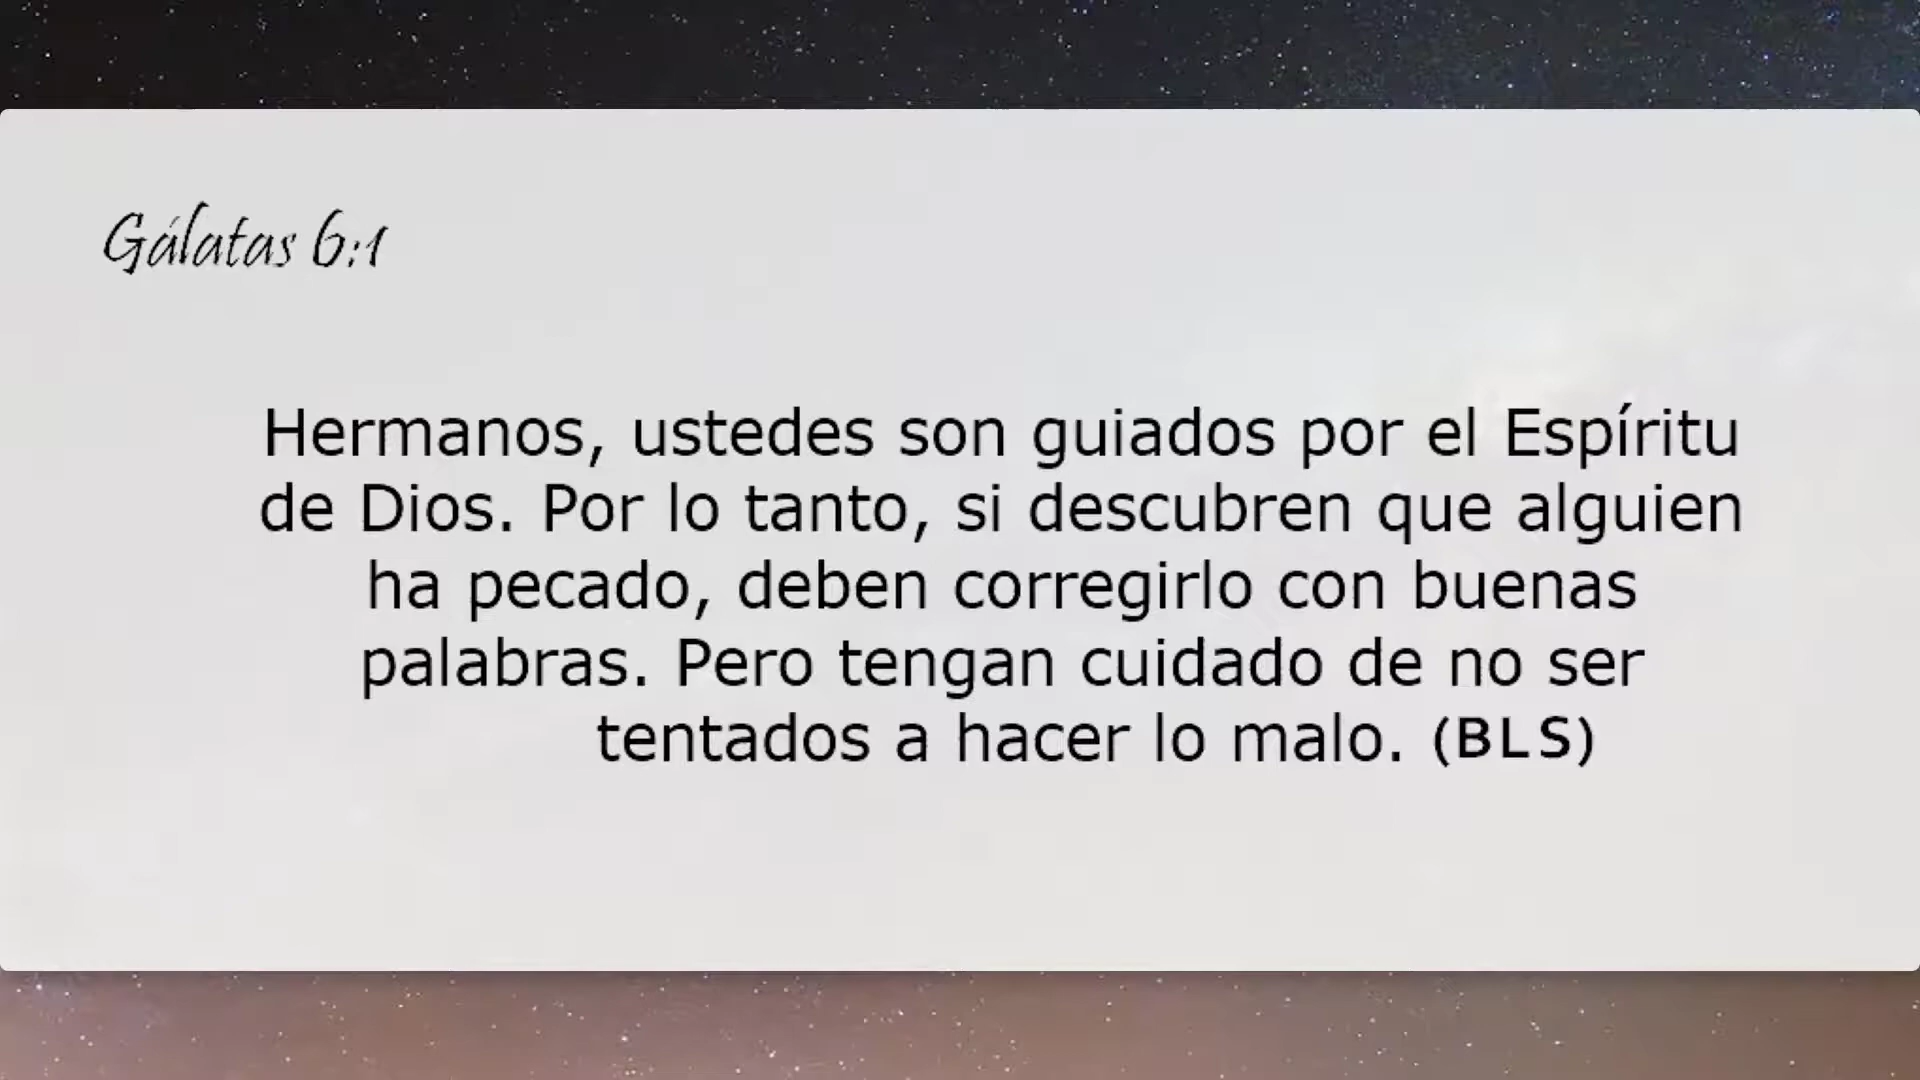 Gálatas 6:1
Hermanos, ustedes son guiados por el Espíritu
de Dios. Por lo tanto, si descubren que alguien
ha pecado, deben corregirlo con buenas
palabras. Pero tengan cuidado de no ser
tentados a hacer lo malo. (BLS)